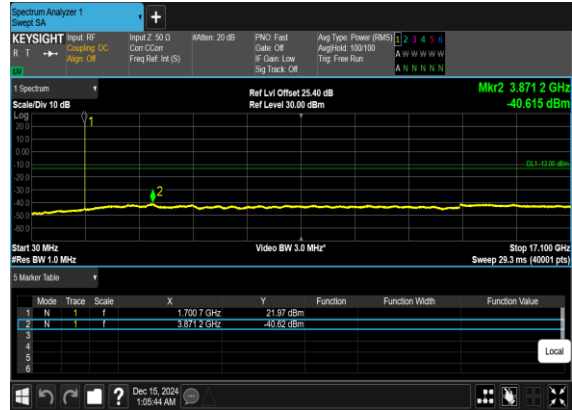 Spectrum Analyzer 1
Swept SA
+
KEYSIGHT Input: RF Input Z: 50 Ω #Atten: 20 dB PNO: Fast Avg Type: Power (RMS) 1 2 3 4 5 6
R T Coupling: DC Corr CCorr Gate: Off Avg|Hold: 100/100 A W W W W W
Align: Off Freq Ref: Int (S) IF Gain: Low Trig: Free Run
LXI Sig Track: Off A N N N N N
1 Spectrum Ref Lvl Offset 25.40 dB Mkr2 3.871 2 GHz
Scale/Div 10 dB Ref Level 30.00 dBm -40.615 dBm
Log
20.0
10.0
0.00
-10.0
-20.0
-30.0
-40.0
-50.0
-60.0
1
DL1 -13.00 dBm
2
Start 30 MHz Video BW 3.0 MHz* Stop 17.100 GHz
#Res BW 1.0 MHz Sweep 29.3 ms (40001 pts)
5 Marker Table
Mode Trace Scale X Y Function Function Width Function Value
1 N 1 f 1.700 7 GHz 21.97 dBm
2 N 1 f 3.871 2 GHz -40.62 dBm
3
4
5
6
Local
? Dec 15, 2024
1:05:44 AM